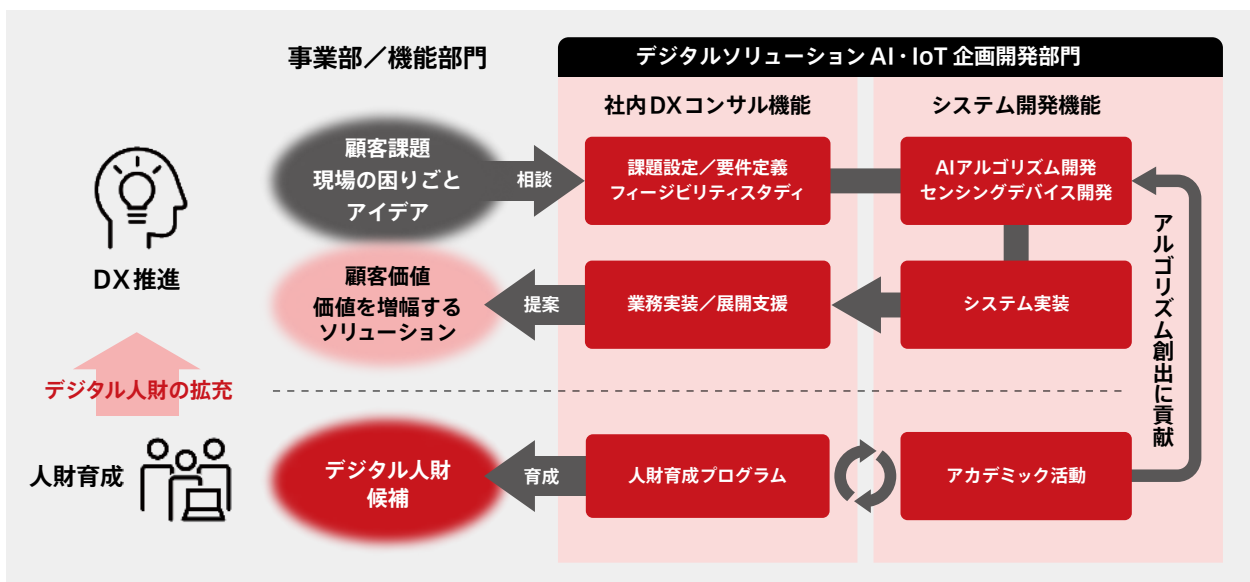 事業部／機能部門
デジタルソリューション AI・IoT 企画開発部門
社内DXコンサル機能
システム開発機能
顧客課題
現場の困りごと
アイデア
相談
課題設定／要件定義
フィージビリティスタディ
AIアルゴリズム開発
センシングデバイス開発
DX推進
顧客価値
価値を増幅する
ソリューション
提案
業務実装／展開支援
システム実装
アルゴリズム創出に貢献
デジタル人財の拡充
人財育成
デジタル人財
候補
育成
人財育成プログラム
アカデミック活動